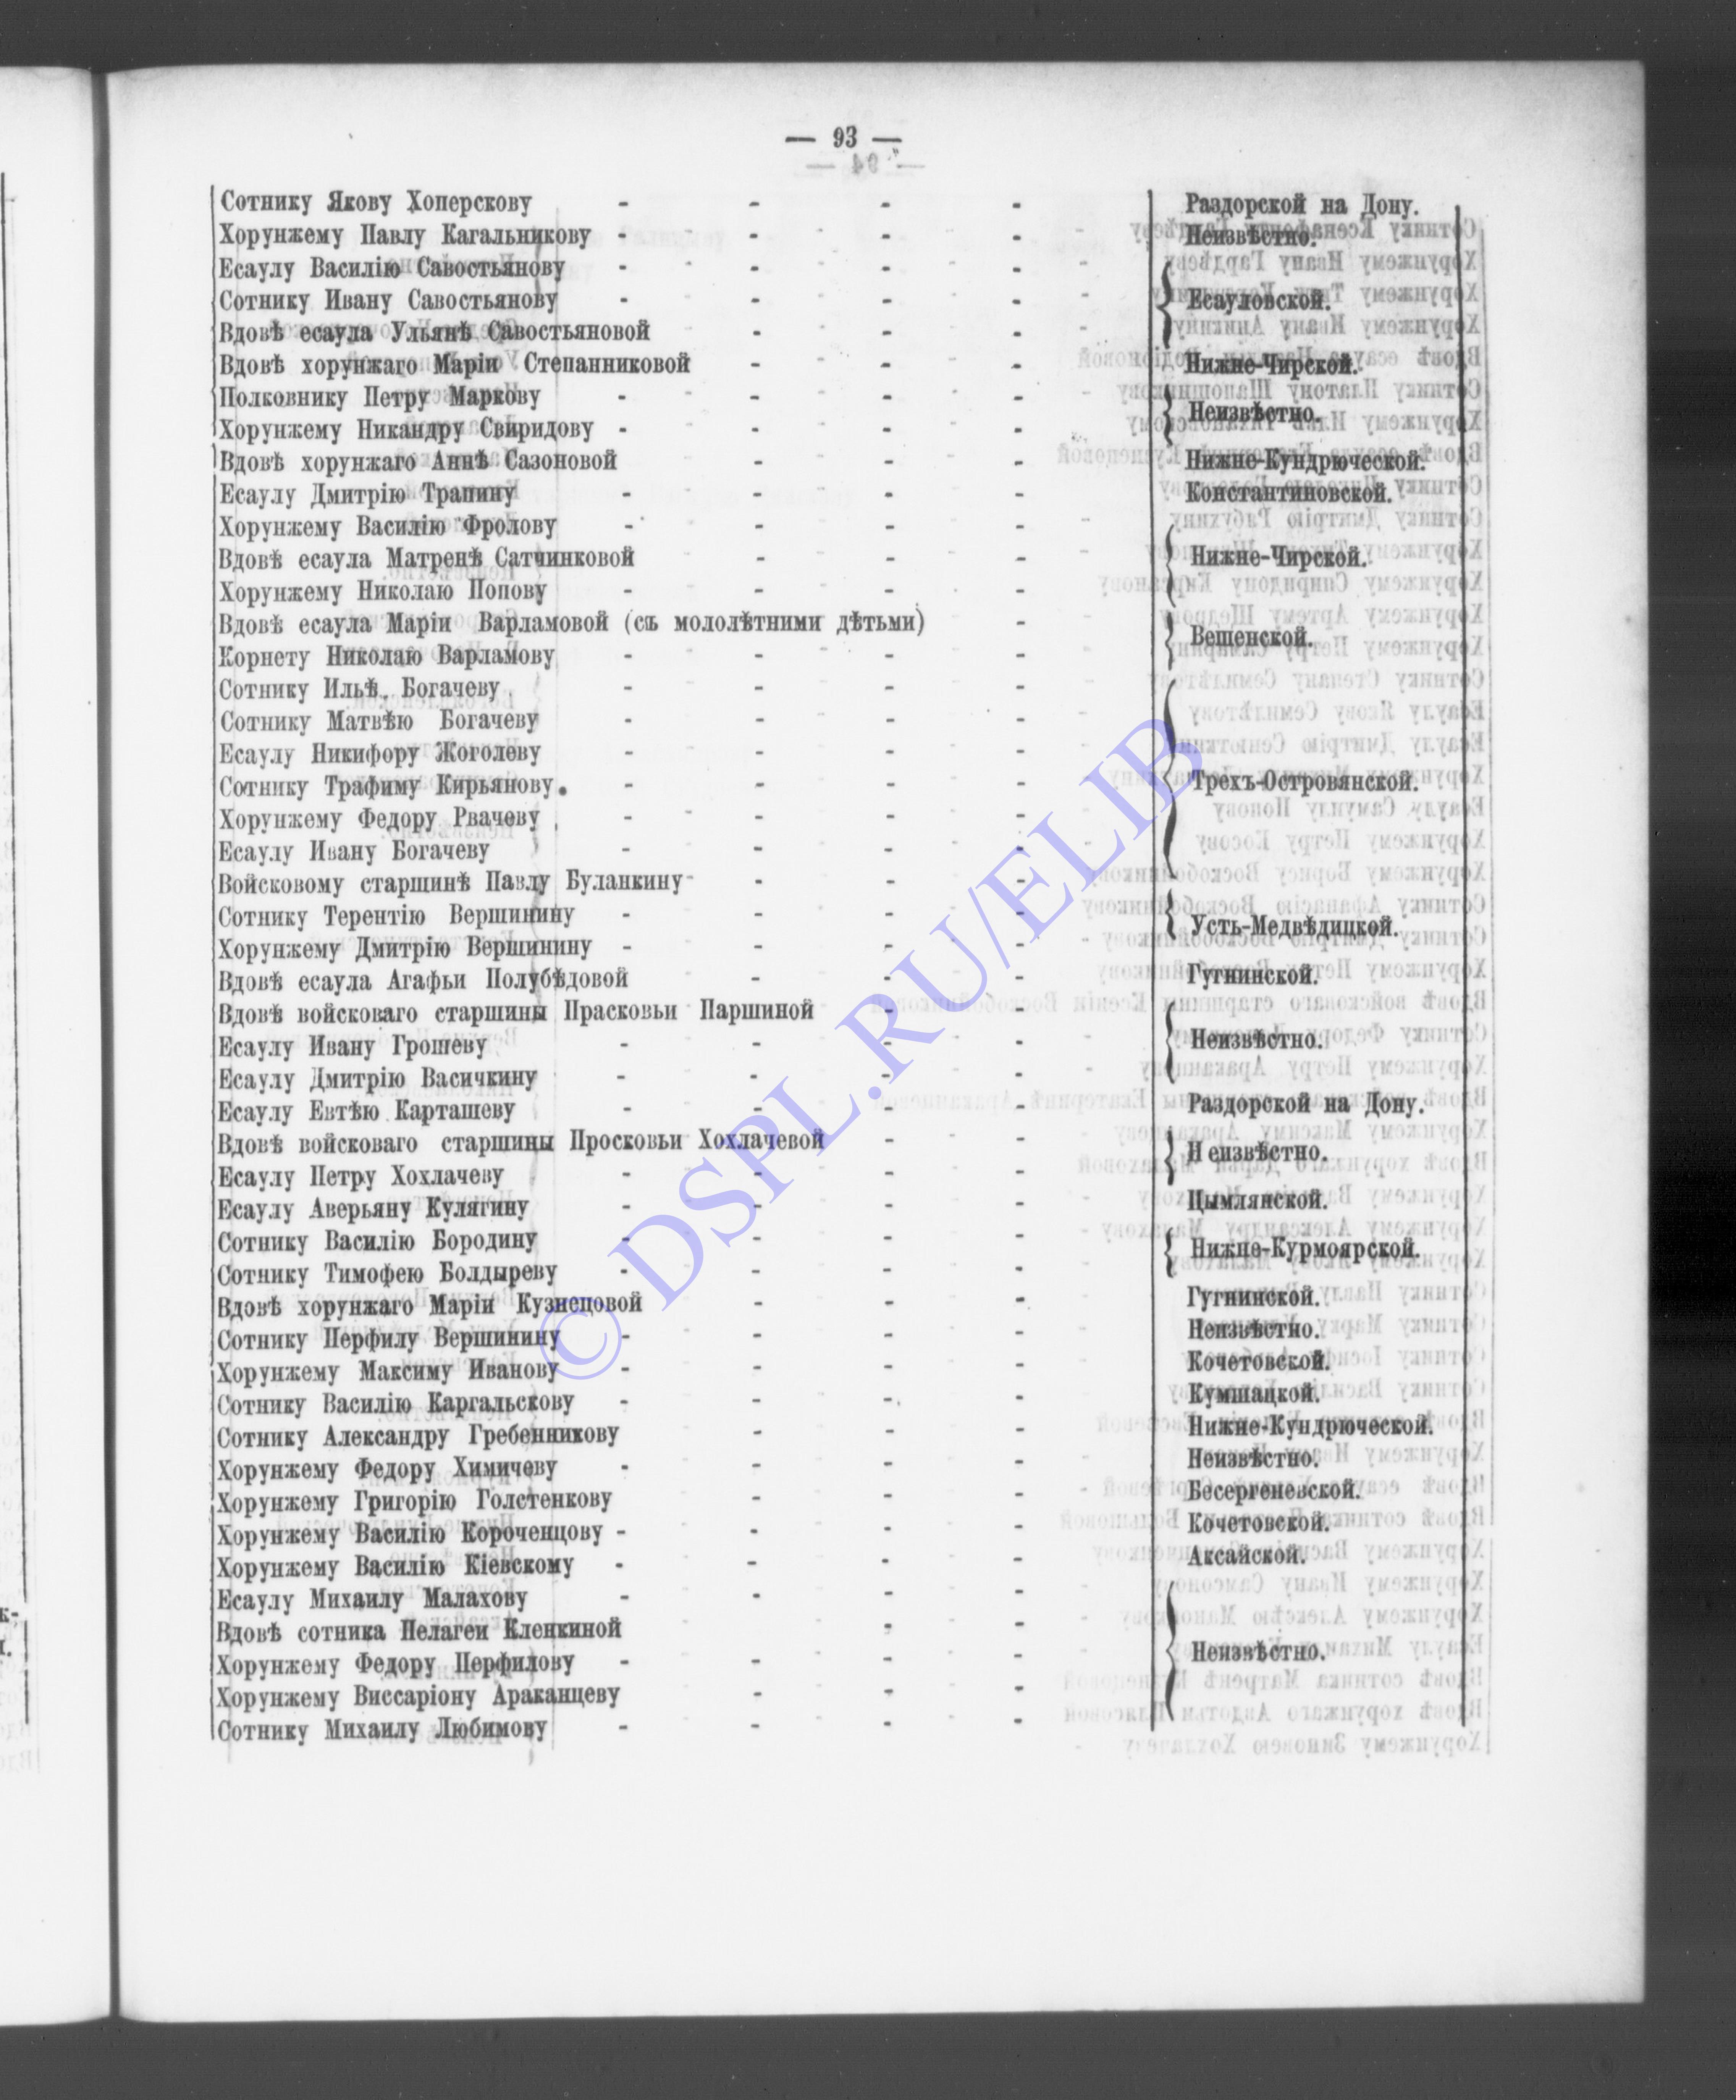 — 93 —
Сотнику Якову Хоперскову - - - - Раздорской на Дону.
Хорунжему Павлу Кагальникову - - - - Неизвѣстно.
Есаулу Василію Савостьянову - - - -
Сотнику Ивану Савостьянову - - - - Есауловской.
Вдовѣ есаула Ульянѣ Савостьяновой - - -
Вдовѣ хорунжаго Маріи Степанниковой - - - Нижне-Чирской.
Полковнику Петру Маркову - - - -
Хорунжему Никандру Свиридову - - - - Неизвѣстно.
Вдовѣ хорунжаго Аннѣ Сазоновой - - - Нижне-Кундрюческой.
Есаулу Дмитрію Трапину - - - - Константиновской.
Хорунжему Василію Фролову - - - -
Вдовѣ есаула Матренѣ Сатчинковой - - - Нижне-Чирской.
Хорунжему Николаю Попову - - - -
Вдовѣ есаула Маріи Варламовой (съ мололѣтними дѣтьми) -
Вешенской.
Корнету Николаю Варламову - - - -
Сотнику Ильѣ Богачеву - - - -
Сотнику Матвѣю Богачеву - - - -
Есаулу Никифору Жоголеву - - - -
Сотнику Трафиму Кирьянову - - - - Трехъ-Островянской.
Хорунжему Федору Рвачеву - - - -
Есаулу Ивану Богачеву - - - -
Войсковому старшинѣ Павлу Буланкину - - - -
Сотнику Терентію Вершинину - - - - Усть-Медвѣдицкой.
Хорунжему Дмитрію Вершинину - - - -
Вдовѣ есаула Агафьи Полубѣдовой - - - Гугнинской.
Вдовѣ войсковаго старшины Прасковьи Паршиной - -
Есаулу Ивану Грошеву - - - - Неизвѣстно.
Есаулу Дмитрію Васичкину - - - -
Есаулу Евтѣю Карташеву - - - - Раздорской на Дону.
Вдовѣ войсковаго старшины Просковьи Хохлачевой - -
Неизвѣстно.
Есаулу Петру Хохлачеву - - - -
Есаулу Аверьяну Кулягину - - - - Цымлянской.
Сотнику Василію Бородину - - - -
Нижне-Курмоярской.
Сотнику Тимофею Болдыреву - - - -
Вдовѣ хорунжаго Маріи Кузнецовой - - - Гугнинской.
Сотнику Перфилу Вершинину - - - - Неизвѣстно.
Хорунжему Максиму Иванову - - - - Кочетовской.
Сотнику Василію Каргальскову - - - - Кумшацкой.
Сотнику Александру Гребенникову - - - Нижне-Кундрюческой.
Хорунжему Федору Химичеву - - - - Неизвѣстно.
Хорунжему Григорію Голстенкову - - - Бесергеневской.
Хорунжему Василію Короченцову - - - - Кочетовской.
Хорунжему Василію Кіевскому - - - - Аксайской.
Есаулу Михаилу Малахову - - - -
Вдовѣ сотника Пелагеи Кленкиной - -
Хорунжему Федору Перфилову - - - - Неизвѣстно.
Хорунжему Виссаріону Араканцеву - - -
Сотнику Михаилу Любимову - - - -
© DSPL.RU/ELIB